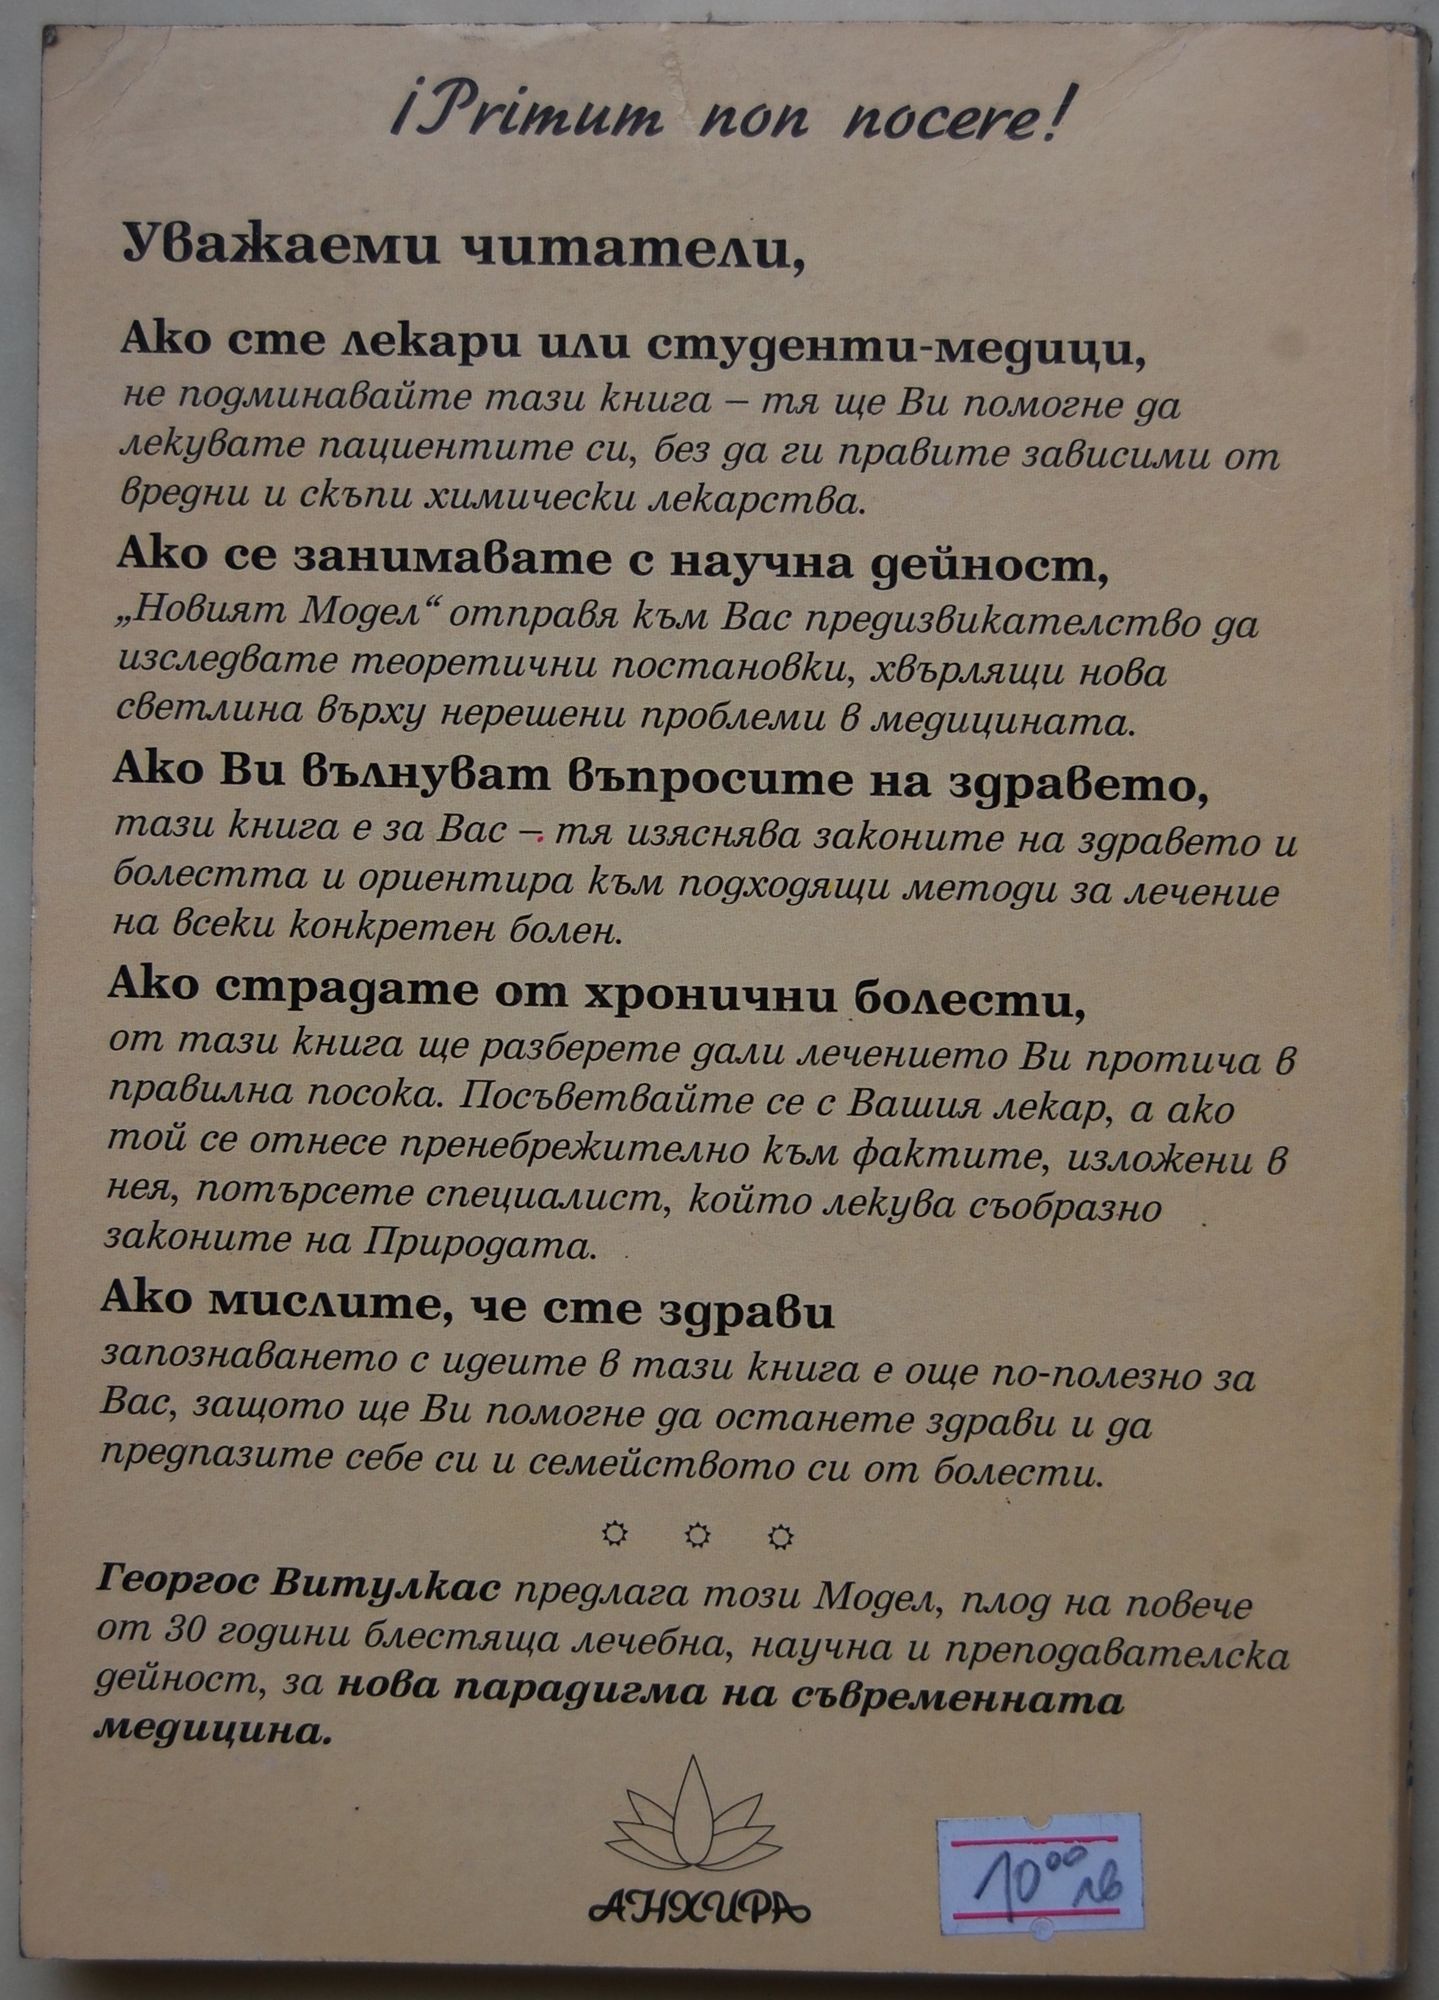 ¡Primum non nocere!
Уважаеми читатели,
Ако сте лекари или студенти-медици,
не подминавайте тази книга – тя ще Ви помогне да
лекувате пациентите си, без да ги правите зависими от
вредни и скъпи химически лекарства.
Ако се занимавате с научна дейност,
„Новият Модел“ отправя към Вас предизвикателство да
изследвате теоретични постановки, хвърлящи нова
светлина върху нерешени проблеми в медицината.
Ако Ви вълнуват въпросите на здравето,
тази книга е за Вас – тя изяснява законите на здравето и
болестта и ориентира към подходящи методи за лечение
на всеки конкретен болен.
Ако страдате от хронични болести,
от тази книга ще разберете дали лечението Ви протича в
правилна посока. Посъветвайте се с Вашия лекар, а ако
той се отнесе пренебрежително към фактите, изложени в
нея, потърсете специалист, който лекува съобразно
законите на Природата.
Ако мислите, че сте здрави
запознаването с идеите в тази книга е още по-полезно за
Вас, защото ще Ви помогне да останете здрави и да
предпазите себе си и семейството си от болести.
Георгос Витулкас предлага този Модел, плод на повече
от 30 години блестяща лечебна, научна и преподавателска
дейност, за нова парадигма на съвременната
медицина.
АНХИРА
10⁰⁰ лв